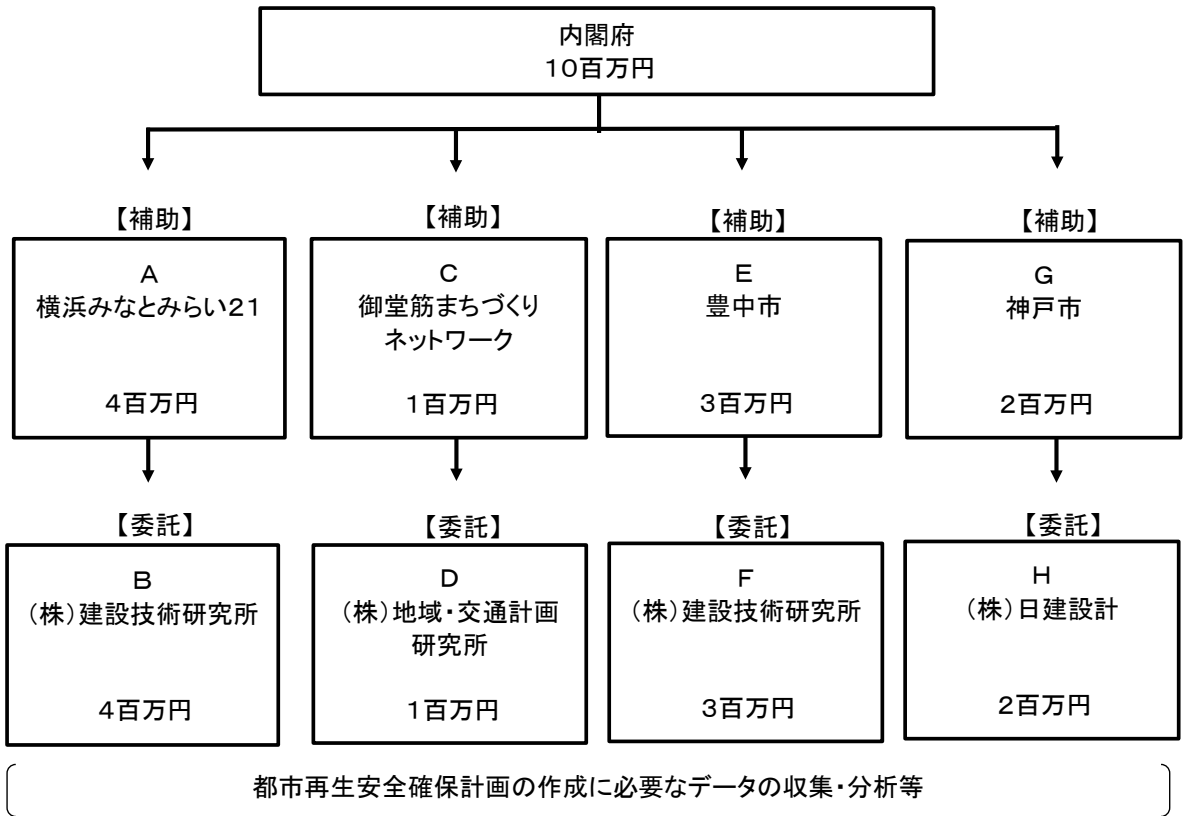 内閣府
10百万円
【補助】
【補助】
【補助】
【補助】
A
横浜みなとみらい21
4百万円
C
御堂筋まちづくり
ネットワーク
1百万円
E
豊中市
3百万円
G
神戸市
2百万円
【委託】
【委託】
【委託】
【委託】
B
(株)建設技術研究所
4百万円
D
(株)地域・交通計画
研究所
1百万円
F
(株)建設技術研究所
3百万円
H
(株)日建設計
2百万円
都市再生安全確保計画の作成に必要なデータの収集・分析等